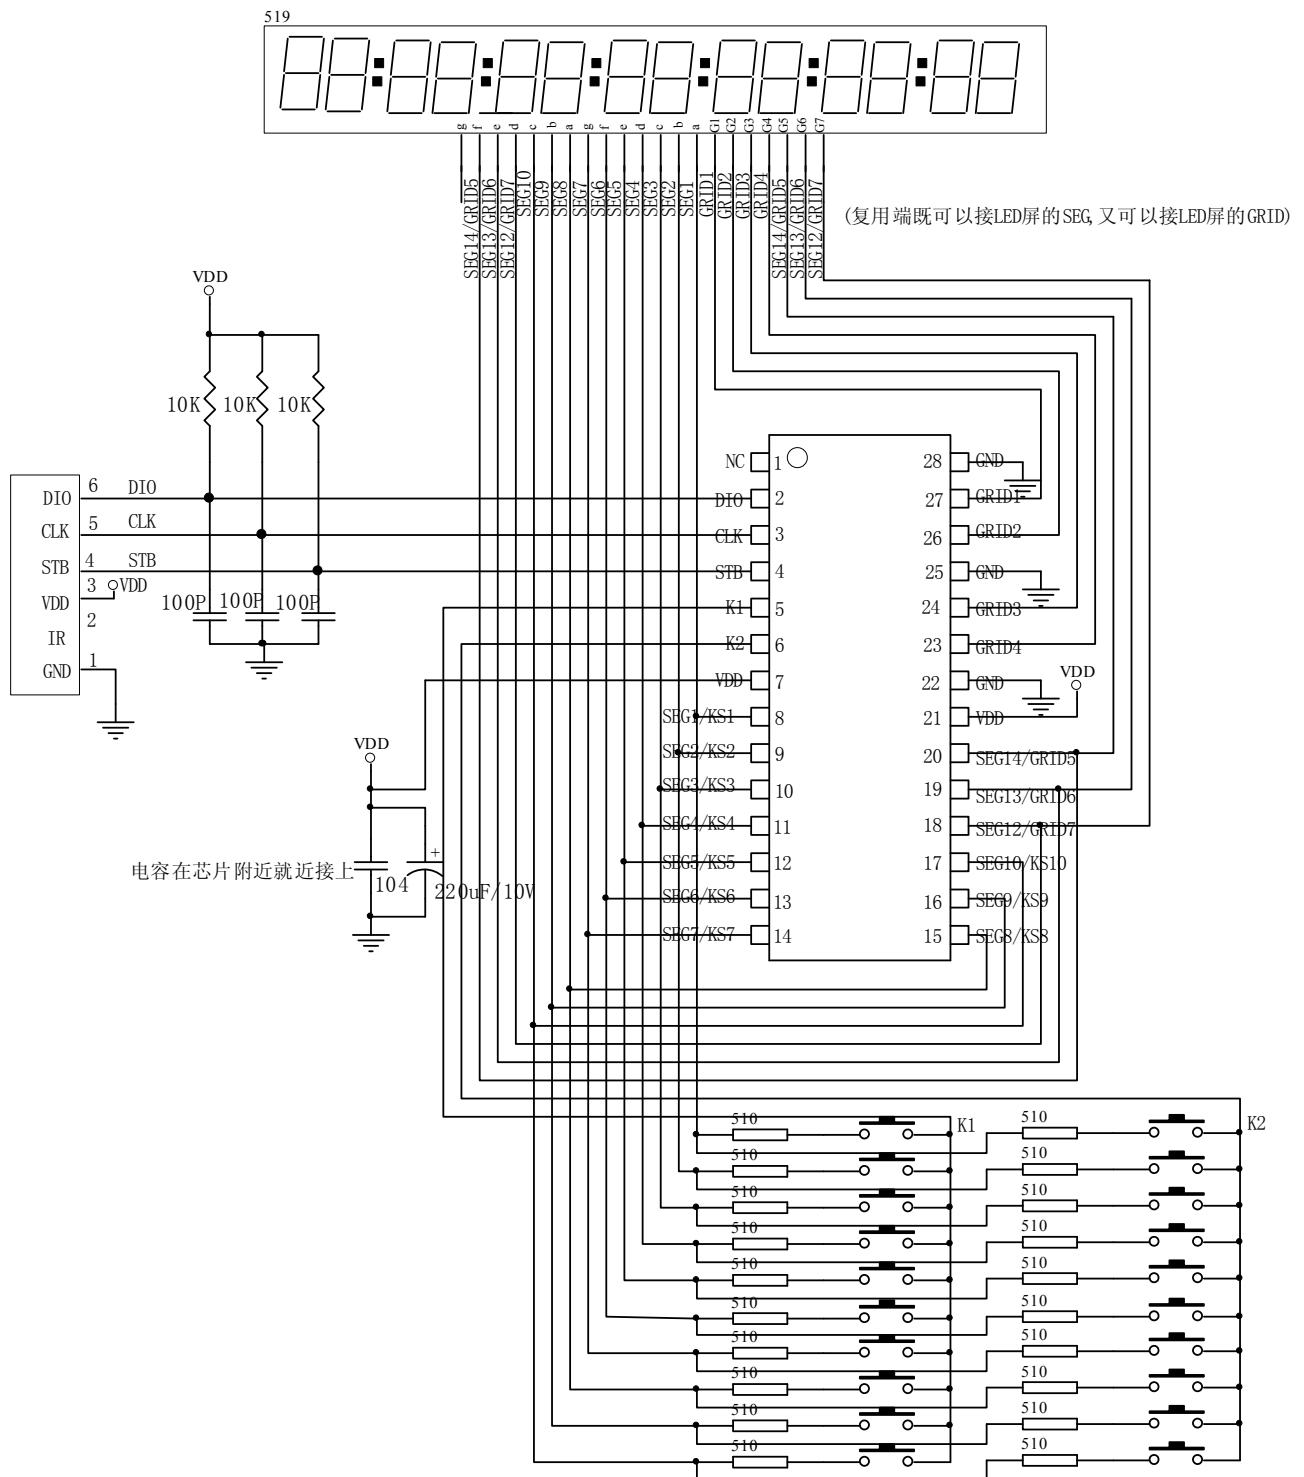 519
g f e d c b a g f e d c b a G1 G2 G3 G4 G5 G6 G7
SEG14/GRID5
SEG13/GRID6
SEG12/GRID7
SEG10
SEG9
SEG8
SEG7
SEG6
SEG5
SEG4
SEG3
SEG2
SEG1
GRID1
GRID2
GRID3
GRID4
SEG14/GRID5
SEG13/GRID6
SEG12/GRID7
(复用端既可以接LED屏的SEG,又可以接LED屏的GRID)
VDD
10K 10K 10K
DIO 6 DIO
CLK 5 CLK
STB 4 STB
VDD 3 VDD
IR 2
GND 1
100P 100P 100P
NC 1 28 GND
DIO 2 27 GRID1
CLK 3 26 GRID2
STB 4 25 GND
K1 5 24 GRID3
K2 6 23 GRID4
VDD 7 22 GND
VDD
SEG1/KS1 8 21 VDD
SEG2/KS2 9 20 SEG14/GRID5
SEG3/KS3 10 19 SEG13/GRID6
SEG4/KS4 11 18 SEG12/GRID7
SEG5/KS5 12 17 SEG10/KS10
SEG6/KS6 13 16 SEG9/KS9
SEG7/KS7 14 15 SEG8/KS8
VDD
+
电容在芯片附近就近接上
104
220uF/10V
510 K1 510 K2
510 510
510 510
510 510
510 510
510 510
510 510
510 510
510 510
510 510